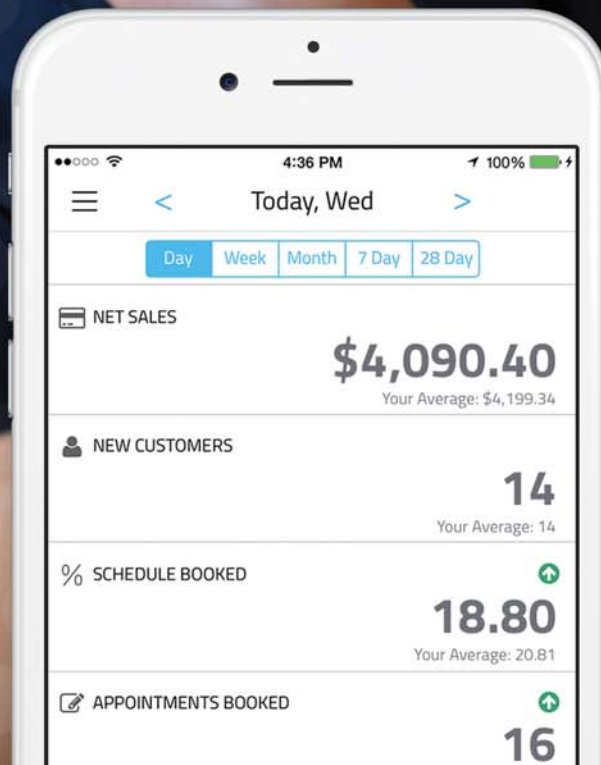 4:36 PM
100%
Today, Wed
Day Week Month 7 Day 28 Day
NET SALES
$4,090.40
Your Average: $4,199.34
NEW CUSTOMERS
14
Your Average: 14
% SCHEDULE BOOKED
18.80
Your Average: 20.81
APPOINTMENTS BOOKED
16